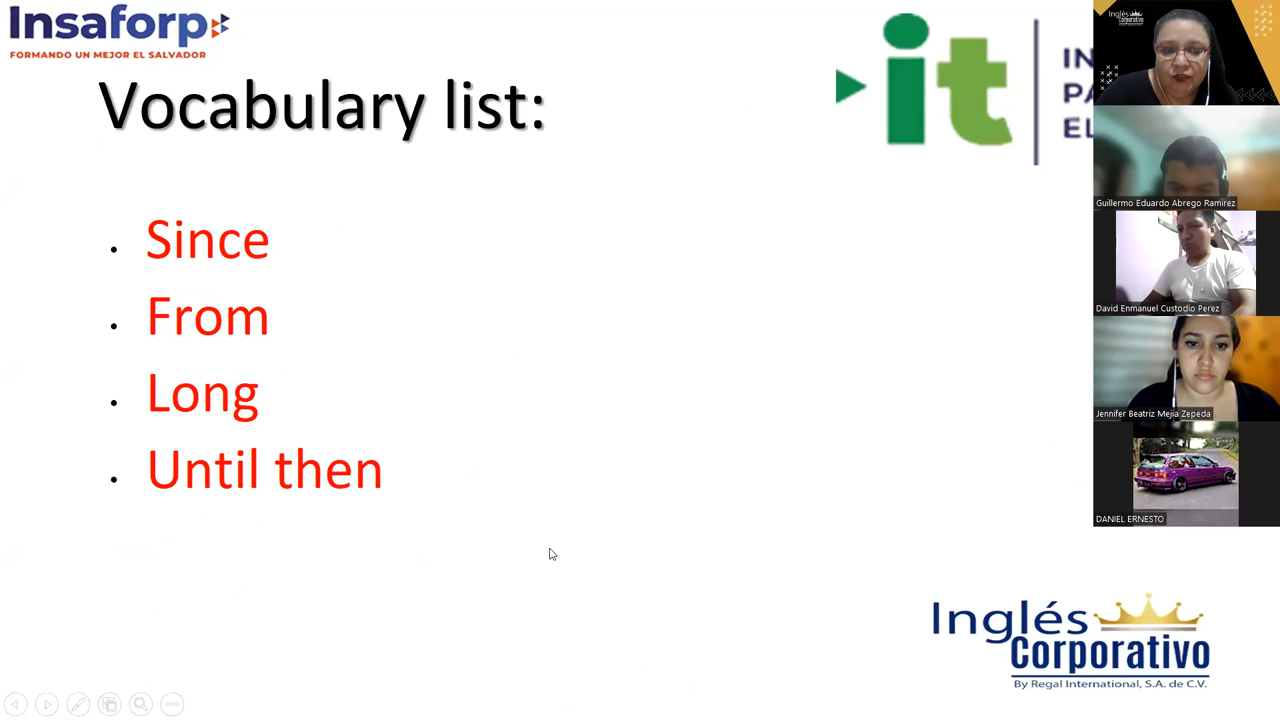 Insaforp
FORMANDO UN MEJOR EL SALVADOR
Vocabulary list:
it
IN
PA
EL
• Since
• From
• Long
• Until then
Inglés
Corporativo
Guillermo Eduardo Abrego Ramirez
David Enmanuel Custodio Perez
Jennifer Beatriz Mejia Zepeda
DANIEL ERNESTO
Inglés
Corporativo
By Regal International, S.A. de C.V.